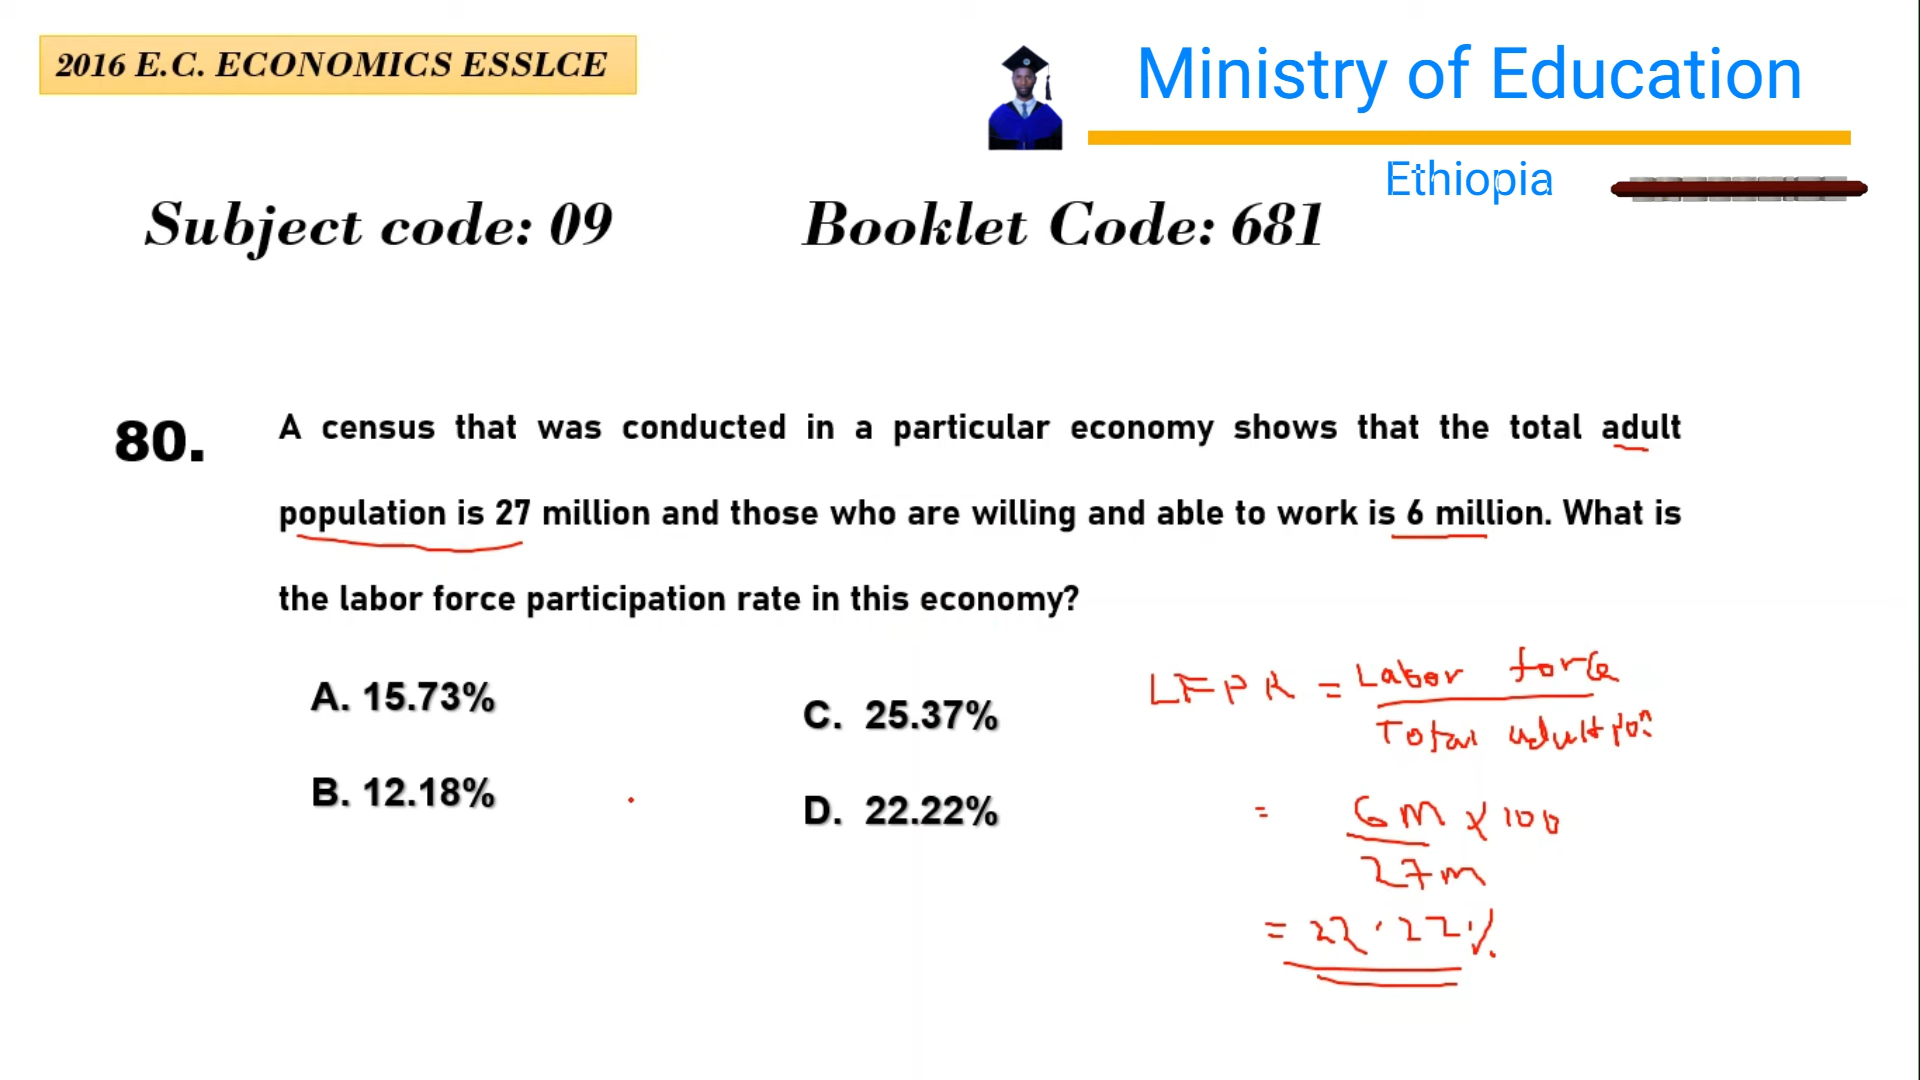 2016 E.C. ECONOMICS ESSLCE
Ministry of Education
Ethiopia
Subject code: 09
Booklet Code: 681
80.
A census that was conducted in a particular economy shows that the total adult
population is 27 million and those who are willing and able to work is 6 million. What is
the labor force participation rate in this economy?
A. 15.73%
C. 25.37%
B. 12.18%
D. 22.22%
LFPR = Labor force
Total adult popn
= 6m x 100
27m
= 22.22%